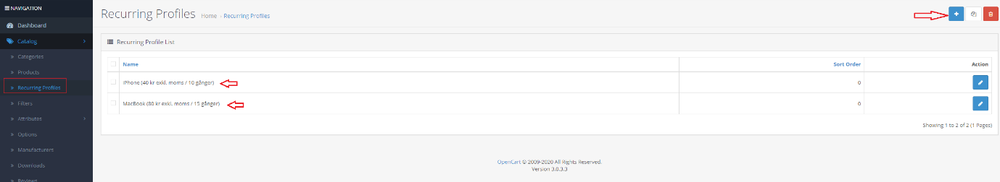 NAVIGATION
Dashboard
Catalog
» Categories
» Products
» Recurring Profiles
» Filters
» Attributes
» Options
» Manufacturers
» Downloads
» Reviews
Recurring Profiles Home › Recurring Profiles
Recurring Profile List
Name Sort Order Action
iPhone (40 kr exkl. moms / 10 gånger) 0
MacBook (80 kr exkl. moms / 15 gånger) 0
Showing 1 to 2 of 2 (1 Pages)
OpenCart © 2009-2020 All Rights Reserved.
Version 3.0.3.3